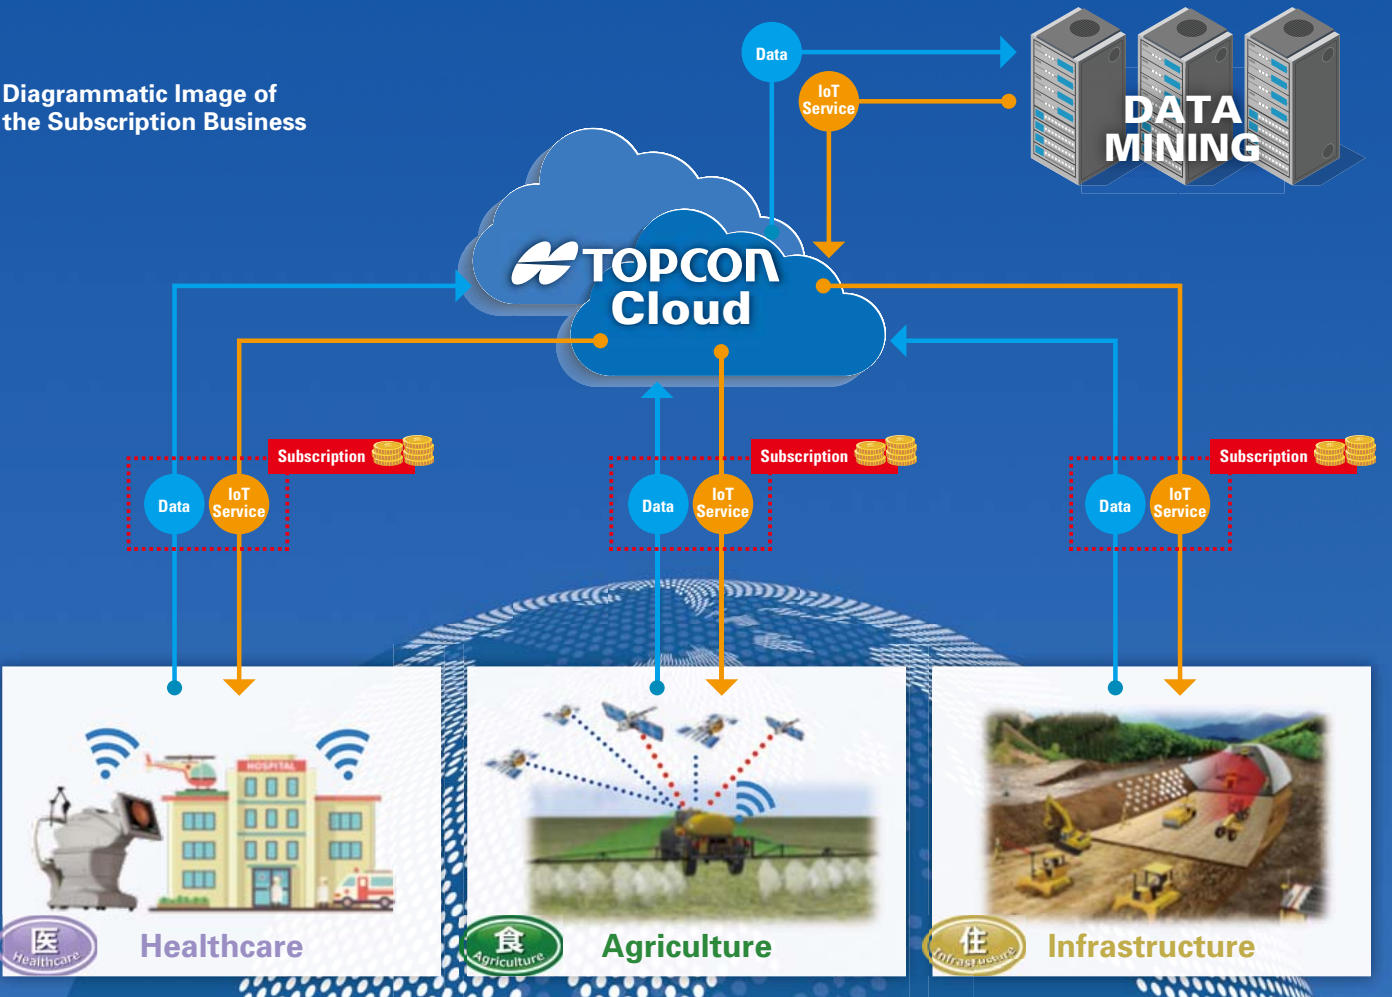 Diagrammatic Image of
the Subscription Business
Data
IoT
Service
DATA
MINING
TOPCON
Cloud
Subscription
Data
IoT
Service
Subscription
Data
IoT
Service
Subscription
Data
IoT
Service
HOSPITAL
医
Healthcare
Healthcare
食
Agriculture
Agriculture
住
Infrastructure
Infrastructure